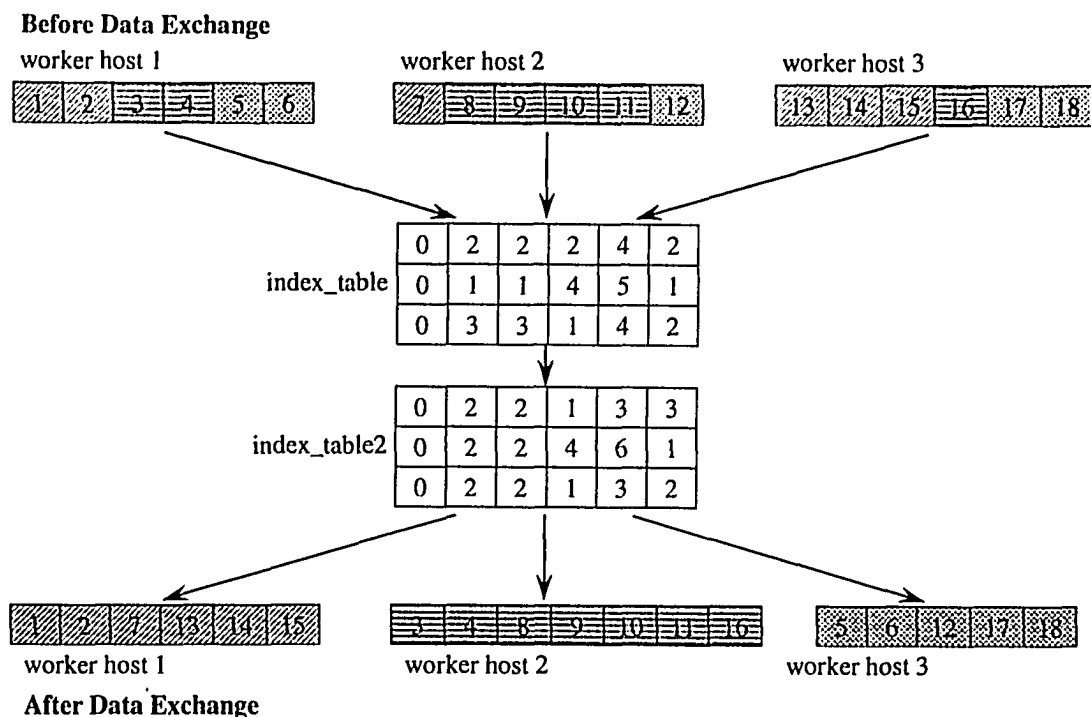 Before Data Exchange
worker host 1
worker host 2
worker host 3
1 2 3 4 5 6
7 8 9 10 11 12
13 14 15 16 17 18
index_table
0 2 2 2 4 2
0 1 1 4 5 1
0 3 3 1 4 2
index_table2
0 2 2 1 3 3
0 2 2 4 6 1
0 2 2 1 3 2
1 2 7 13 14 15
3 4 8 9 10 11 16
5 6 12 17 18
worker host 1
worker host 2
worker host 3
After Data Exchange